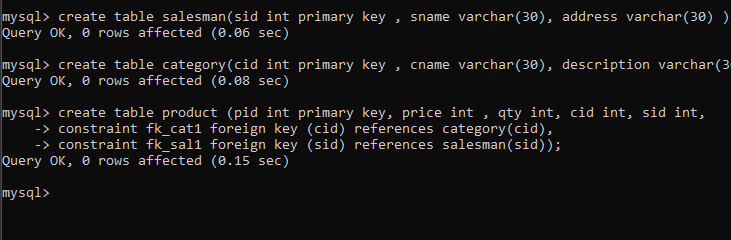 mysql> create table salesman(sid int primary key , sname varchar(30), address varchar(30) )
Query OK, 0 rows affected (0.06 sec)
mysql> create table category(cid int primary key , cname varchar(30), description varchar(3
Query OK, 0 rows affected (0.08 sec)
mysql> create table product (pid int primary key, price int , qty int, cid int, sid int,
-> constraint fk_cat1 foreign key (cid) references category(cid),
-> constraint fk_sal1 foreign key (sid) references salesman(sid));
Query OK, 0 rows affected (0.15 sec)
mysql>